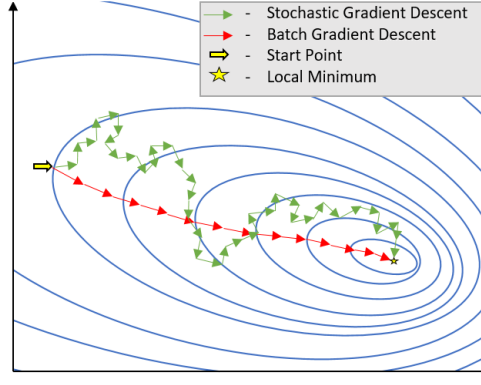 - Stochastic Gradient Descent
- Batch Gradient Descent
- Start Point
- Local Minimum